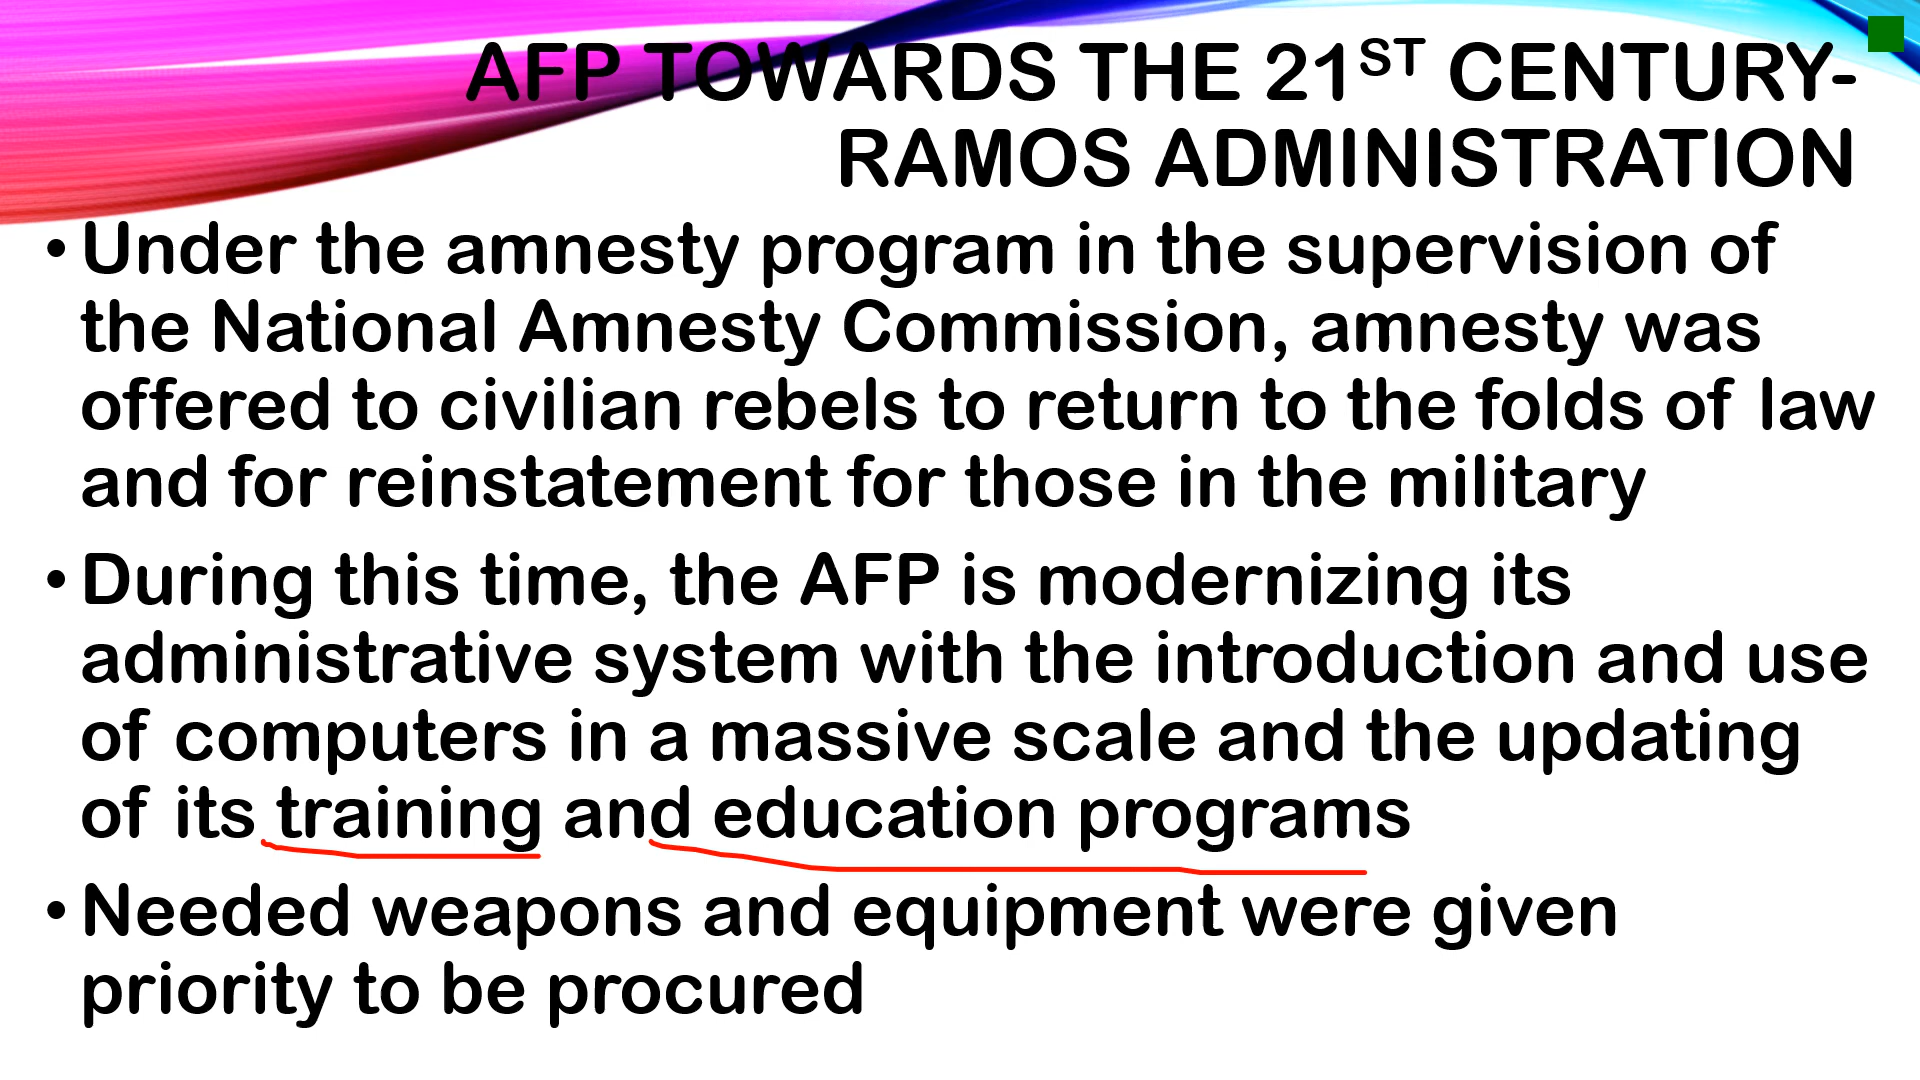 AFP TOWARDS THE 21ST CENTURY-
RAMOS ADMINISTRATION
• Under the amnesty program in the supervision of
the National Amnesty Commission, amnesty was
offered to civilian rebels to return to the folds of law
and for reinstatement for those in the military
• During this time, the AFP is modernizing its
administrative system with the introduction and use
of computers in a massive scale and the updating
of its training and education programs
• Needed weapons and equipment were given
priority to be procured